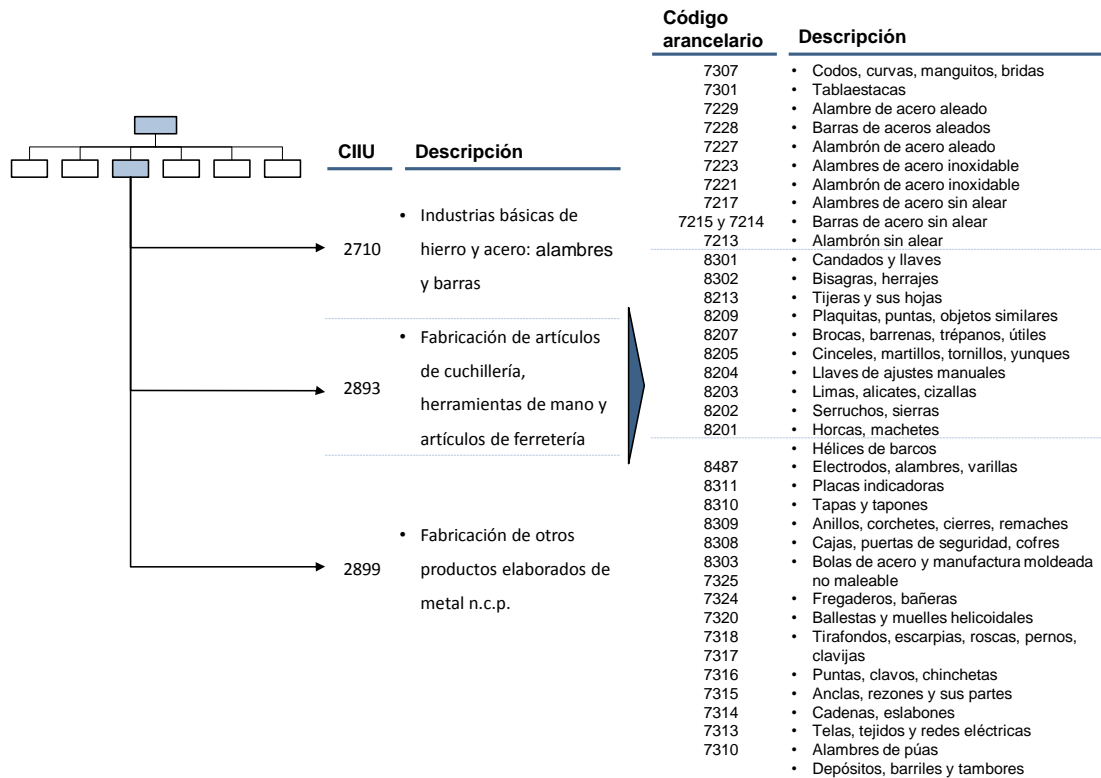 Código arancelario
Descripción
7307
• Codos, curvas, manguitos, bridas
7301
• Tablaestacas
7229
• Alambre de acero aleado
7228
• Barras de aceros aleados
7227
• Alambrón de acero aleado
7223
• Alambres de acero inoxidable
7221
• Alambrón de acero inoxidable
7217
• Alambres de acero sin alear
7215 y 7214
• Barras de acero sin alear
7213
• Alambrón sin alear
8301
• Candados y llaves
8302
• Bisagras, herrajes
8213
• Tijeras y sus hojas
8209
• Plaquitas, puntas, objetos similares
8207
• Brocas, barrenas, trépanos, útiles
8205
• Cinceles, martillos, tornillos, yunques
8204
• Llaves de ajustes manuales
8203
• Limas, alicates, cizallas
8202
• Serruchos, sierras
8201
• Horcas, machetes
• Hélices de barcos
8487
• Electrodos, alambres, varillas
8311
• Placas indicadoras
8310
• Tapas y tapones
8309
• Anillos, corchetes, cierres, remaches
8308
• Cajas, puertas de seguridad, cofres
8303
• Bolas de acero y manufactura moldeada
7325
no maleable
7324
• Fregaderos, bañeras
7320
• Ballestas y muelles helicoidales
7318
• Tirafondos, escarpias, roscas, pernos,
7317
clavijas
7316
• Puntas, clavos, chinchetas
7315
• Anclas, rezones y sus partes
7314
• Cadenas, eslabones
7313
• Telas, tejidos y redes eléctricas
7310
• Alambres de púas
• Depósitos, barriles y tambores
CIIU
Descripción
2710
• Industrias básicas de
hierro y acero: alambres
y barras
2893
• Fabricación de artículos
de cuchillería,
herramientas de mano y
artículos de ferretería
2899
• Fabricación de otros
productos elaborados de
metal n.c.p.